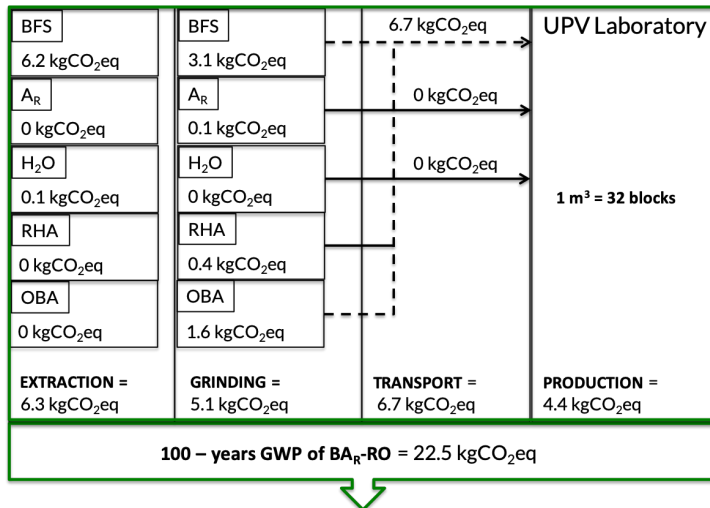 BFS
6.2 kgCO₂eq
A_R
0 kgCO₂eq
H₂O
0.1 kgCO₂eq
RHA
0 kgCO₂eq
OBA
0 kgCO₂eq
EXTRACTION =
6.3 kgCO₂eq
BFS
3.1 kgCO₂eq
A_R
0.1 kgCO₂eq
H₂O
0 kgCO₂eq
RHA
0.4 kgCO₂eq
OBA
1.6 kgCO₂eq
GRINDING =
5.1 kgCO₂eq
6.7 kgCO₂eq
0 kgCO₂eq
0 kgCO₂eq
TRANSPORT =
6.7 kgCO₂eq
UPV Laboratory
1 m³ = 32 blocks
PRODUCTION =
4.4 kgCO₂eq
100 – years GWP of BA_R-RO = 22.5 kgCO₂eq